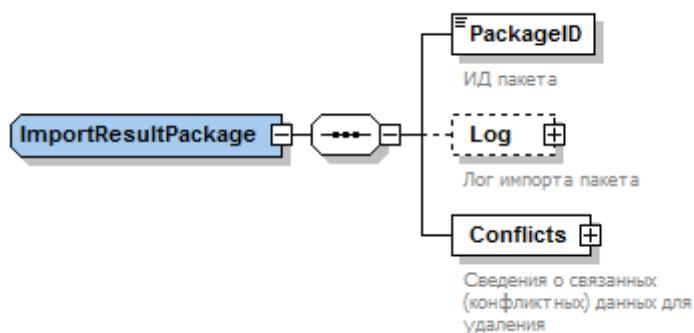 PackageID
ИД пакета
ImportResultPackage
Log
Лог импорта пакета
Conflicts
Сведения о связанных
(конфликтных) данных для
удаления